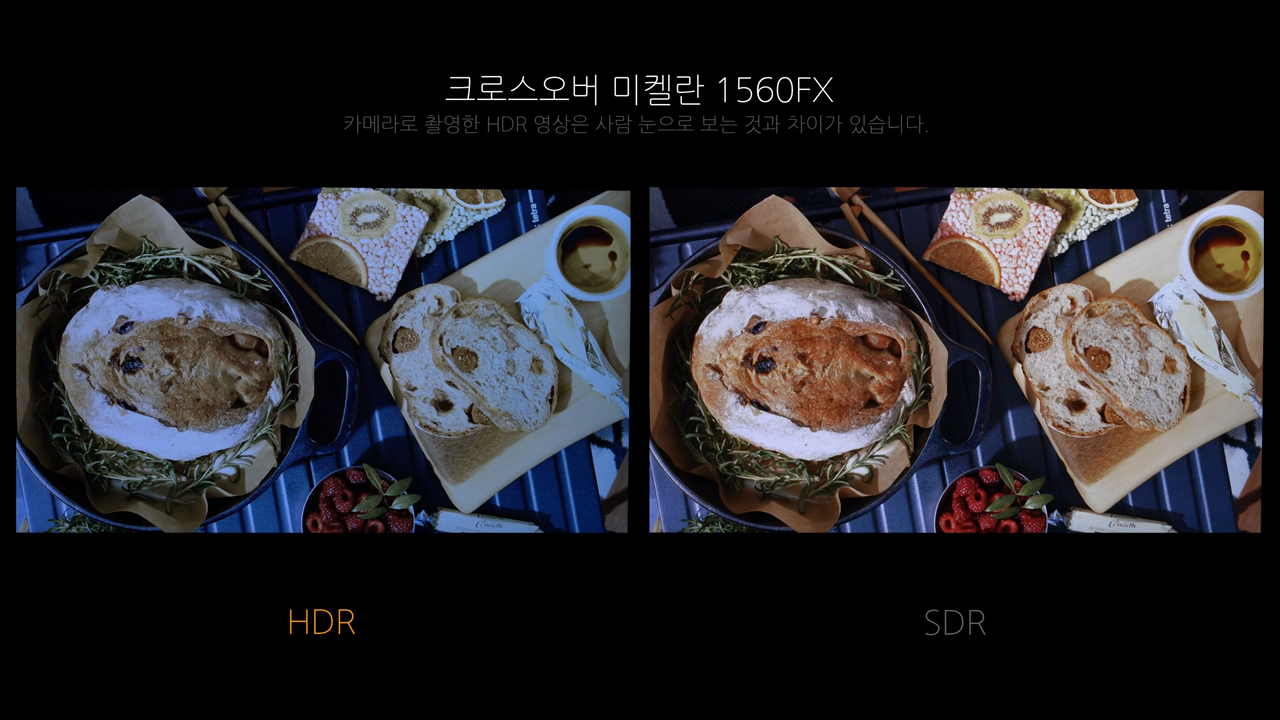 크로스오버 미켈란 1560FX
카메라로 촬영한 HDR 영상은 사람 눈으로 보는 것과 차이가 있습니다.
tetra
tetra
HDR
SDR